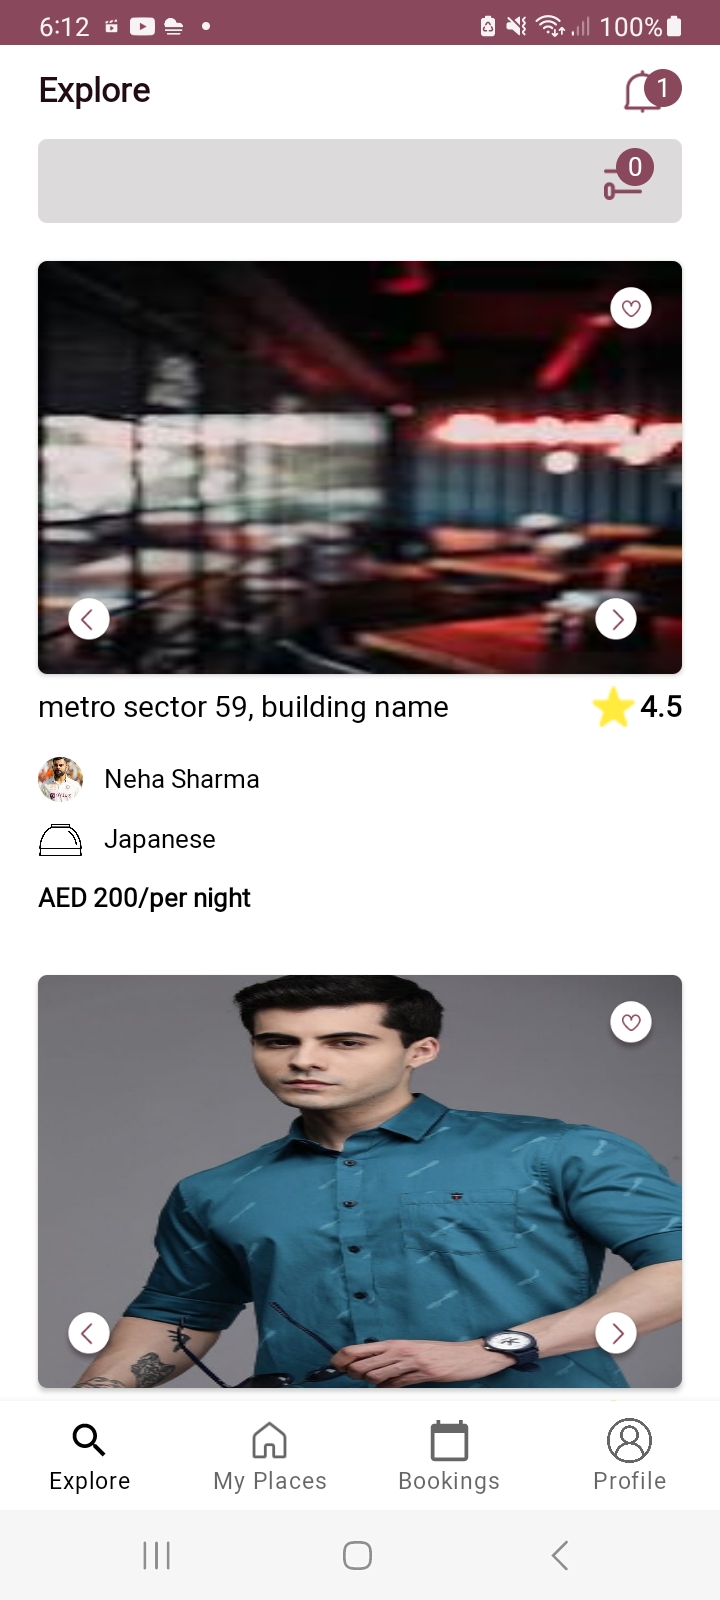 6:12
100%
Explore
1
0
metro sector 59, building name
4.5
Neha Sharma
Japanese
AED 200/per night
Explore
My Places
Bookings
Profile